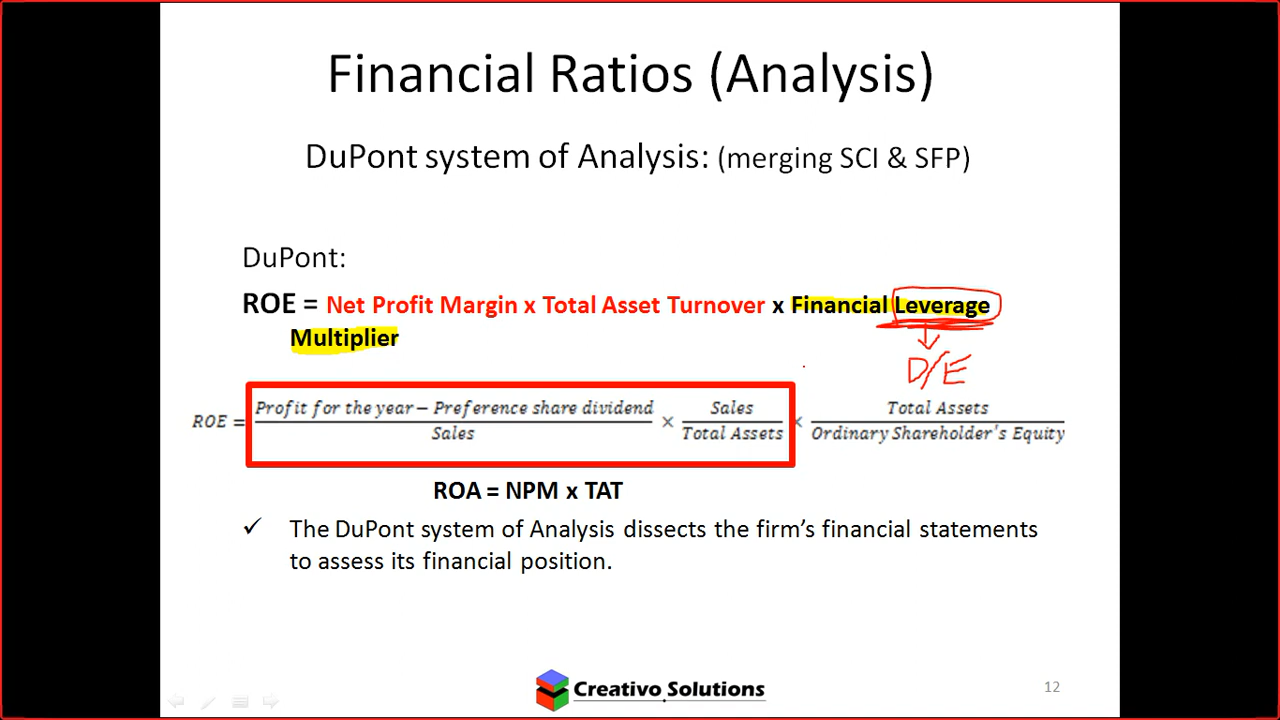 Financial Ratios (Analysis)
DuPont system of Analysis: (merging SCI & SFP)
DuPont:
ROE = Net Profit Margin x Total Asset Turnover x Financial Leverage
Multiplier
D/E
ROE = Profit for the year − Preference share dividend / Sales × Sales / Total Assets × Total Assets / Ordinary Shareholder's Equity
ROA = NPM x TAT
✓ The DuPont system of Analysis dissects the firm's financial statements
to assess its financial position.
Creativo Solutions
12